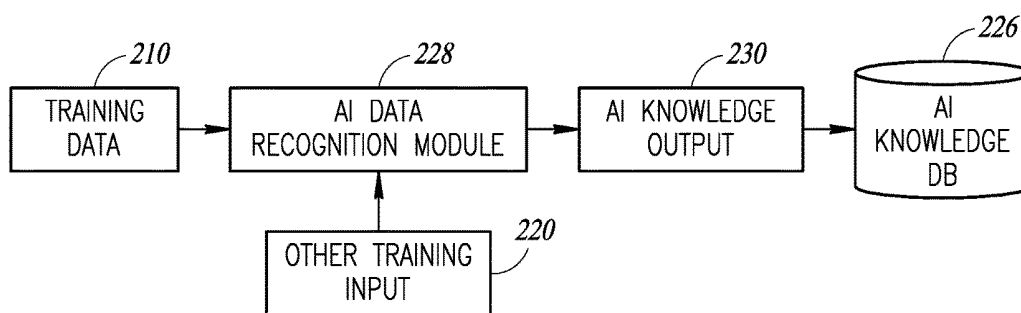 210
228
230
226
TRAINING
DATA
AI DATA
RECOGNITION MODULE
AI KNOWLEDGE
OUTPUT
AI
KNOWLEDGE
DB
220
OTHER TRAINING
INPUT